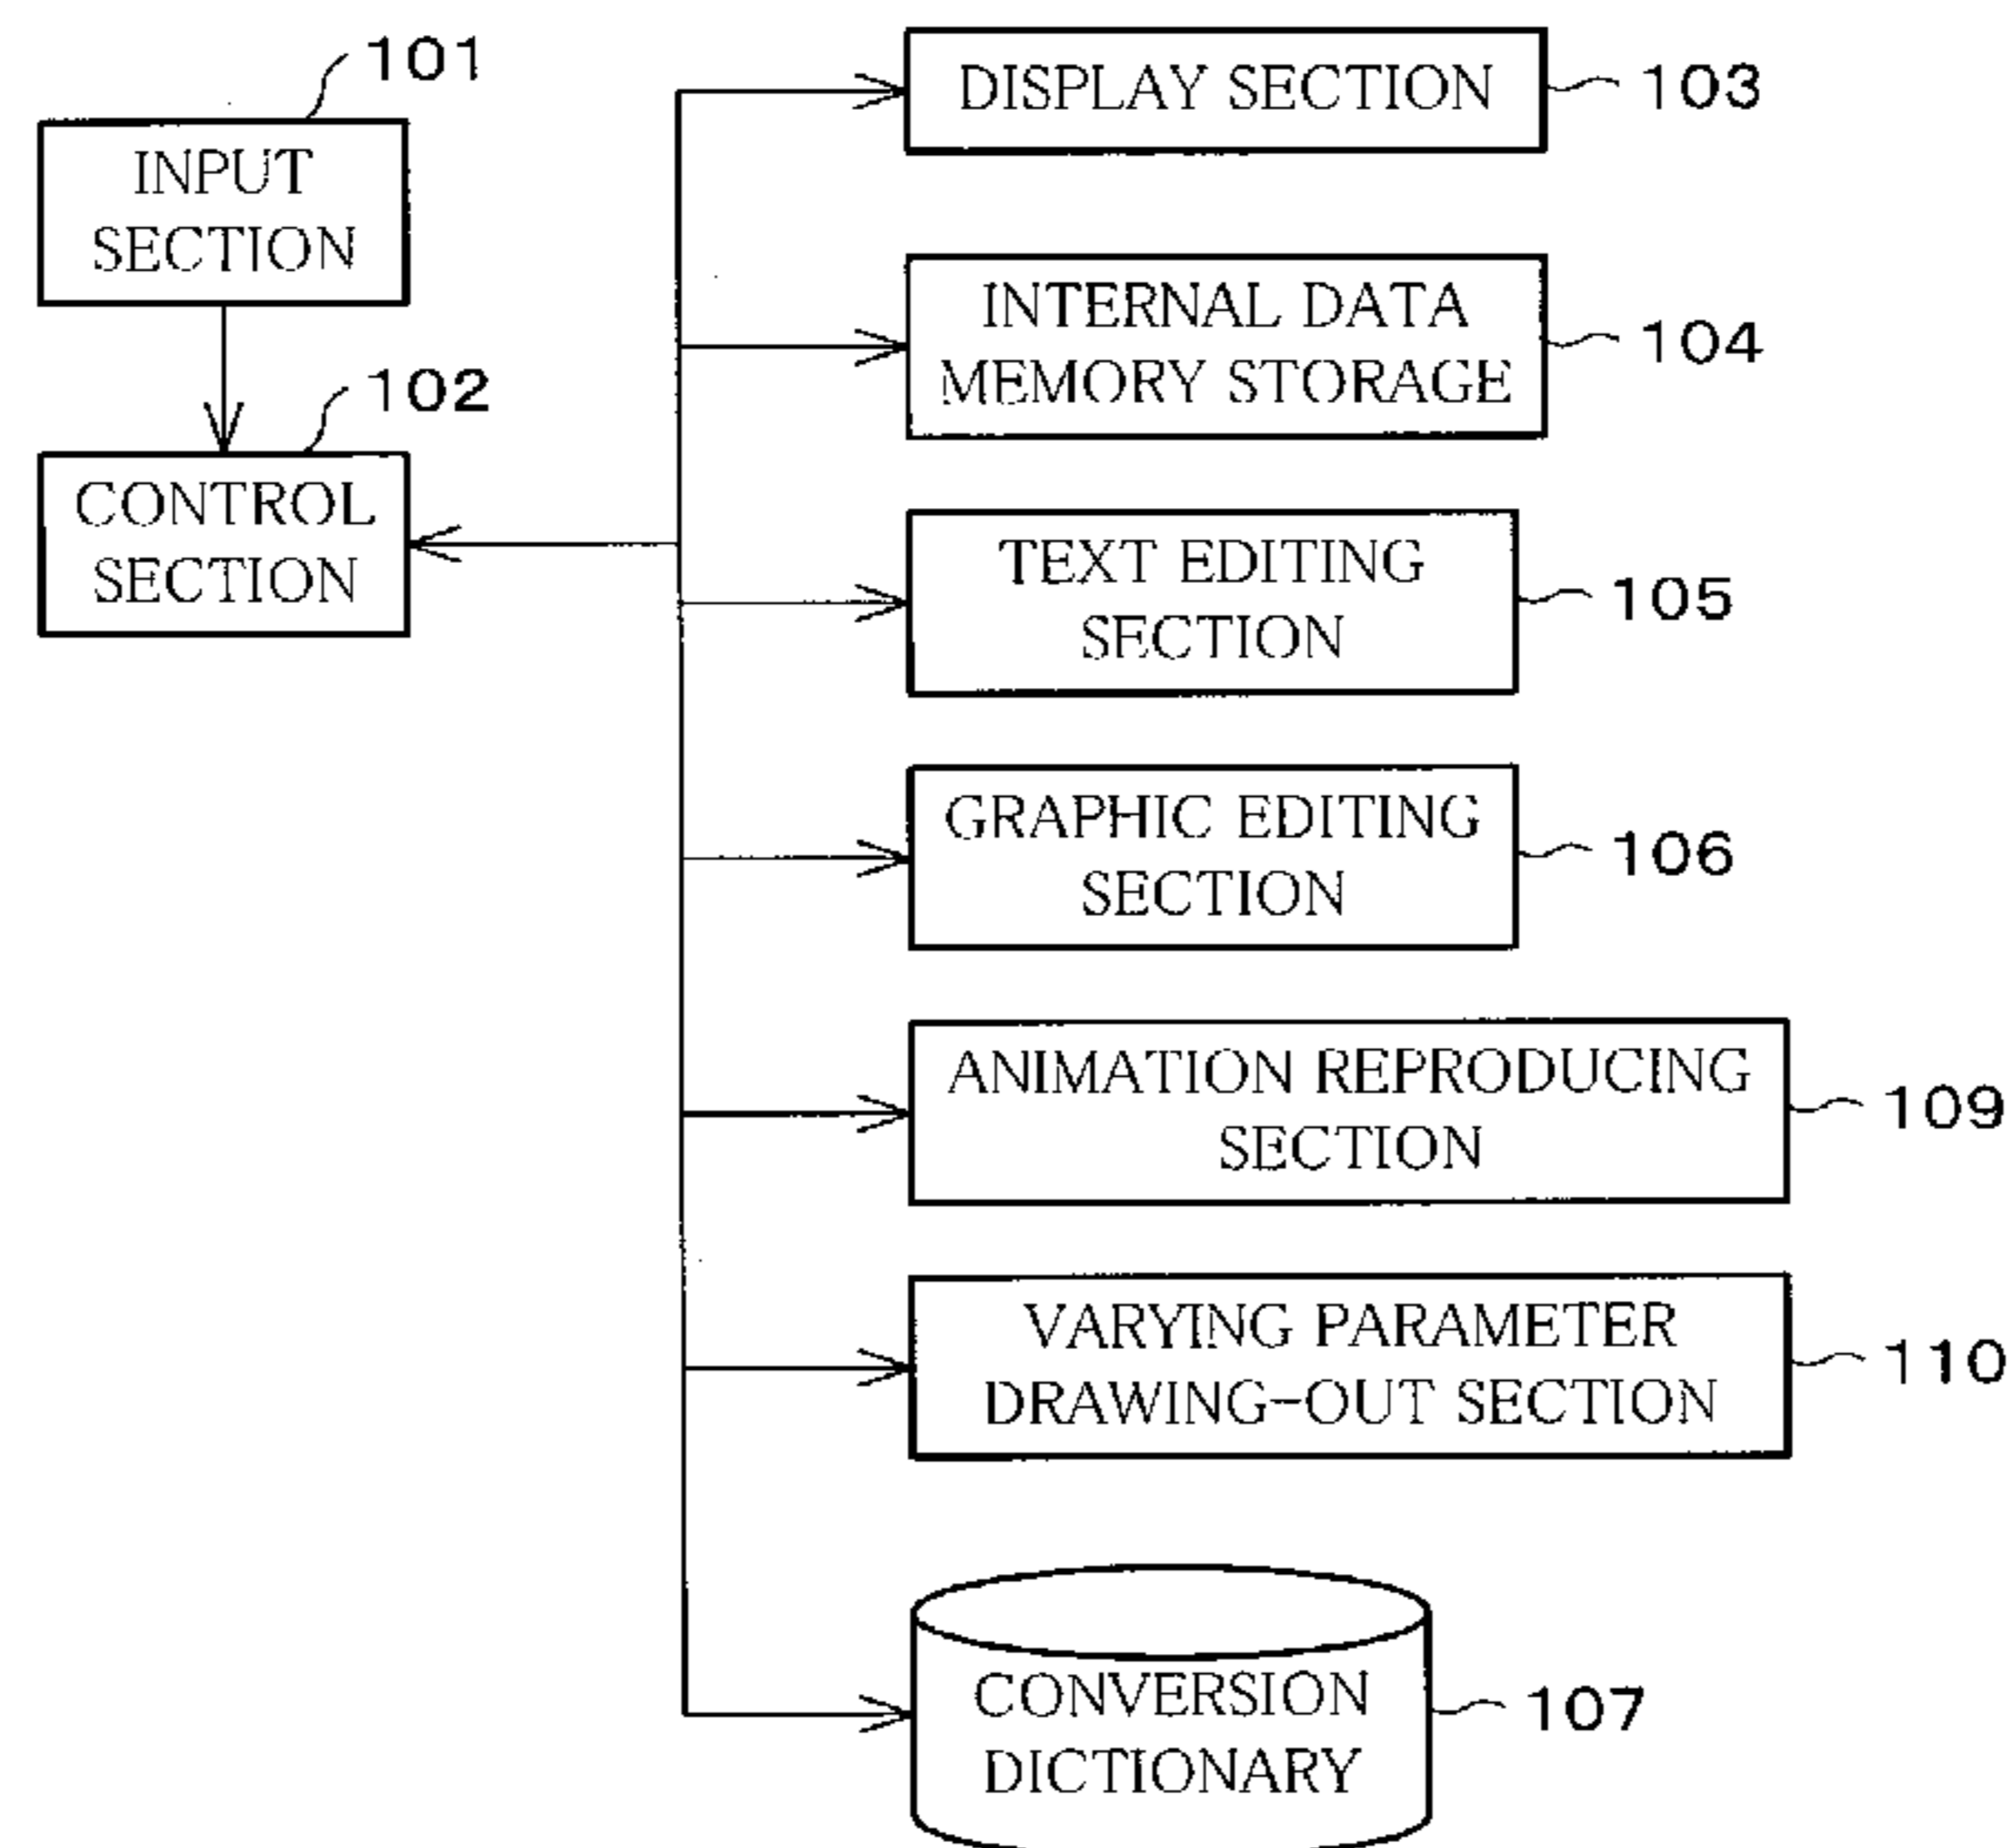 101
INPUT
SECTION
102
CONTROL
SECTION
DISPLAY SECTION
103
INTERNAL DATA
MEMORY STORAGE
104
TEXT EDITING
SECTION
105
GRAPHIC EDITING
SECTION
106
ANIMATION REPRODUCING
SECTION
109
VARYING PARAMETER
DRAWING-OUT SECTION
110
CONVERSION
DICTIONARY
107